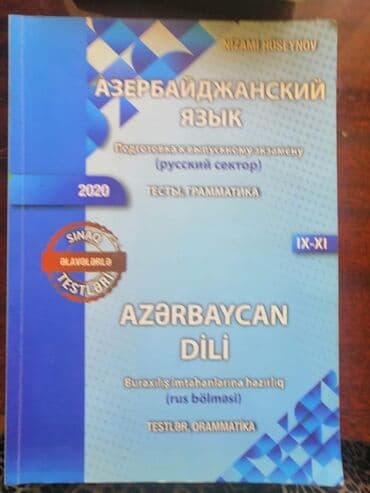 NİZAMİ HÜSEYNOV
АЗЕРБАЙДЖАНСКИЙ
ЯЗЫК
Подготовка к выпускному экзамену
(русский сектор)
2020
ТЕСТЫ, ГРАММАТИКА
SINAQ
ƏLAVƏLƏRLƏ
TESTLƏRİ
IX-XI
AZƏRBAYCAN
DİLİ
Buraxılış imtahanlarına hazırlıq
(rus bölməsi)
TESTLƏR, QRAMMATİKA